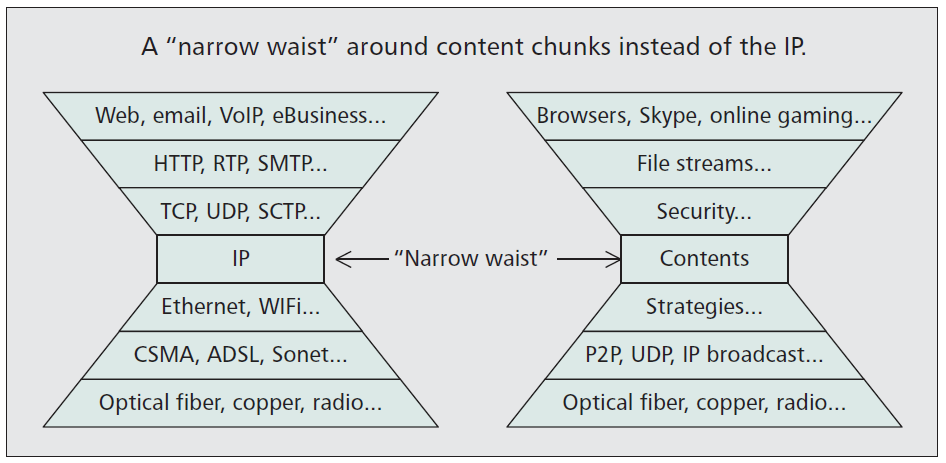 A “narrow waist” around content chunks instead of the IP.
Web, email, VoIP, eBusiness...
HTTP, RTP, SMTP...
TCP, UDP, SCTP...
IP
Ethernet, WIFi...
CSMA, ADSL, Sonet...
Optical fiber, copper, radio...
“Narrow waist”
Browsers, Skype, online gaming...
File streams...
Security...
Contents
Strategies...
P2P, UDP, IP broadcast...
Optical fiber, copper, radio...